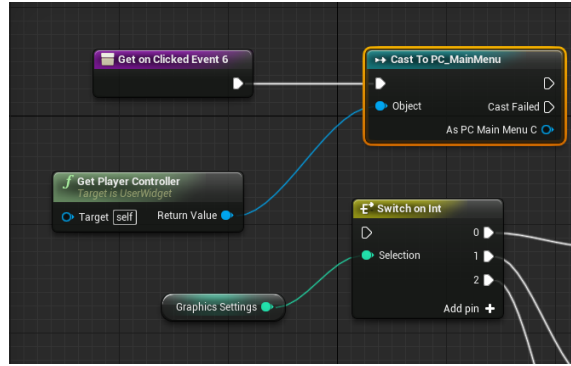 Get on Clicked Event 6
Cast To PC_MainMenu
Object
Cast Failed
As PC Main Menu C
f Get Player Controller
Target is UserWidget
Target self Return Value
Switch on Int
0
Selection 1
2
Add pin +
Graphics Settings